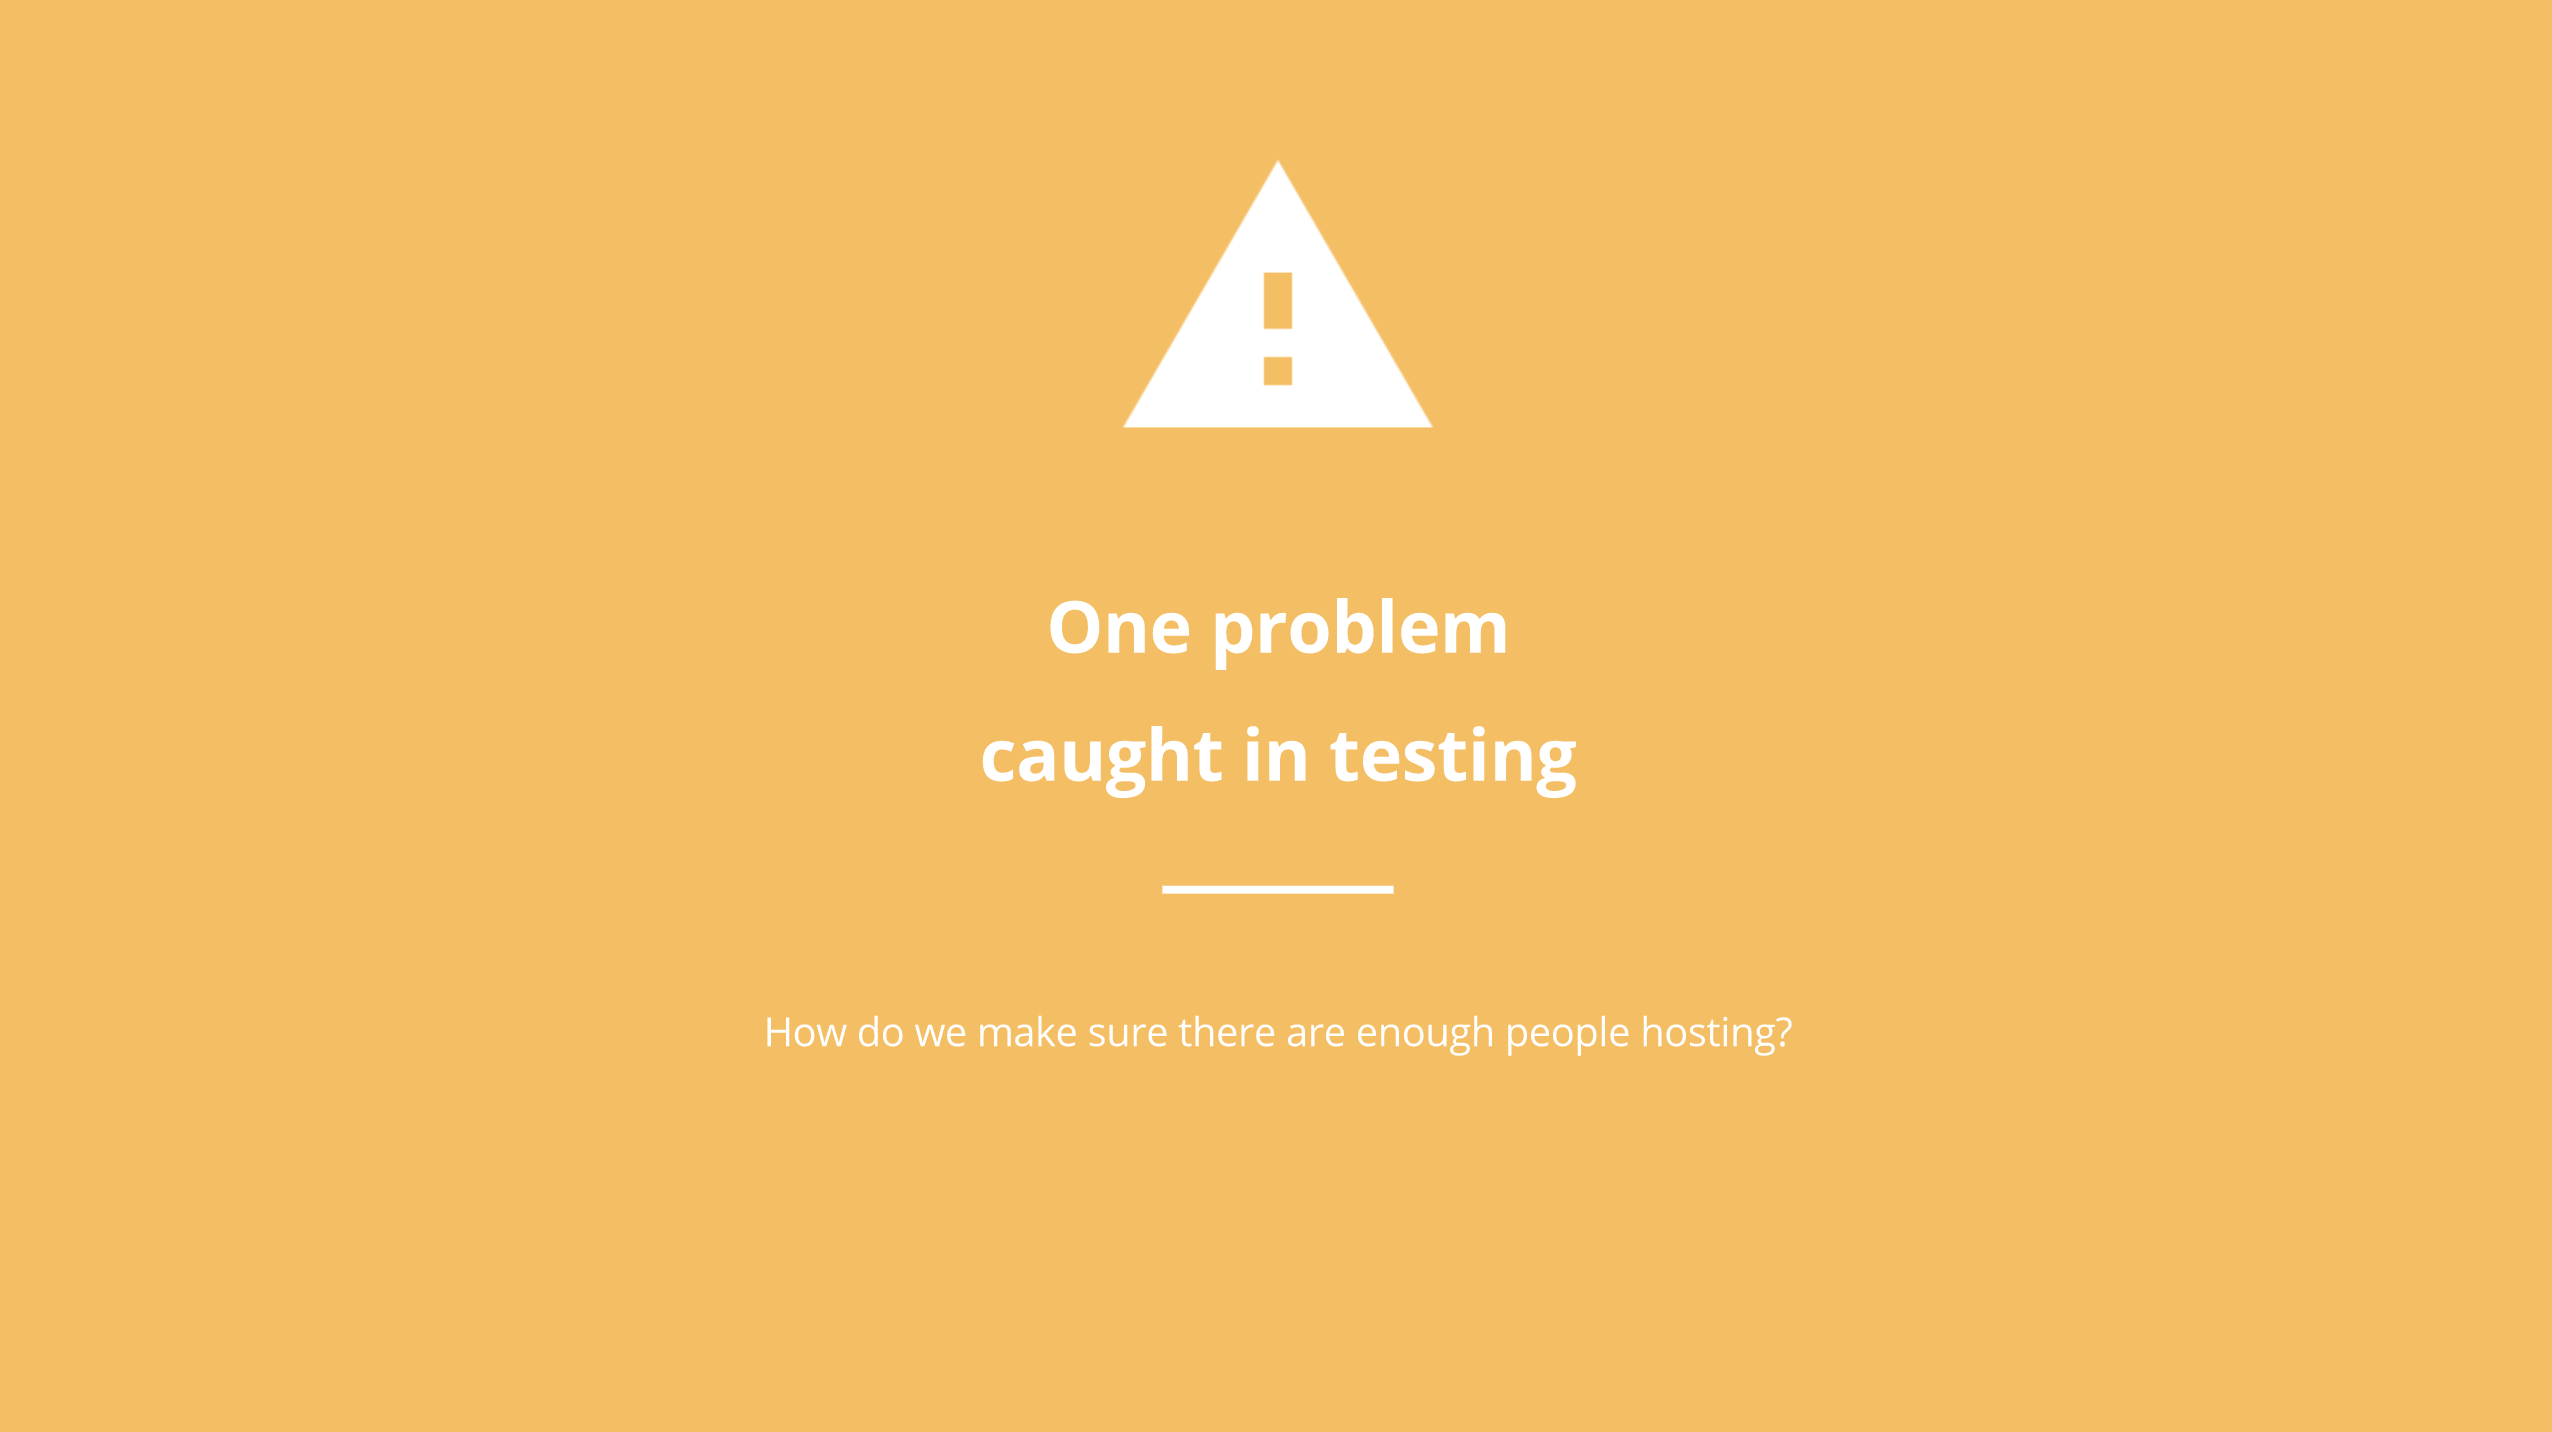 One problem
caught in testing
How do we make sure there are enough people hosting?